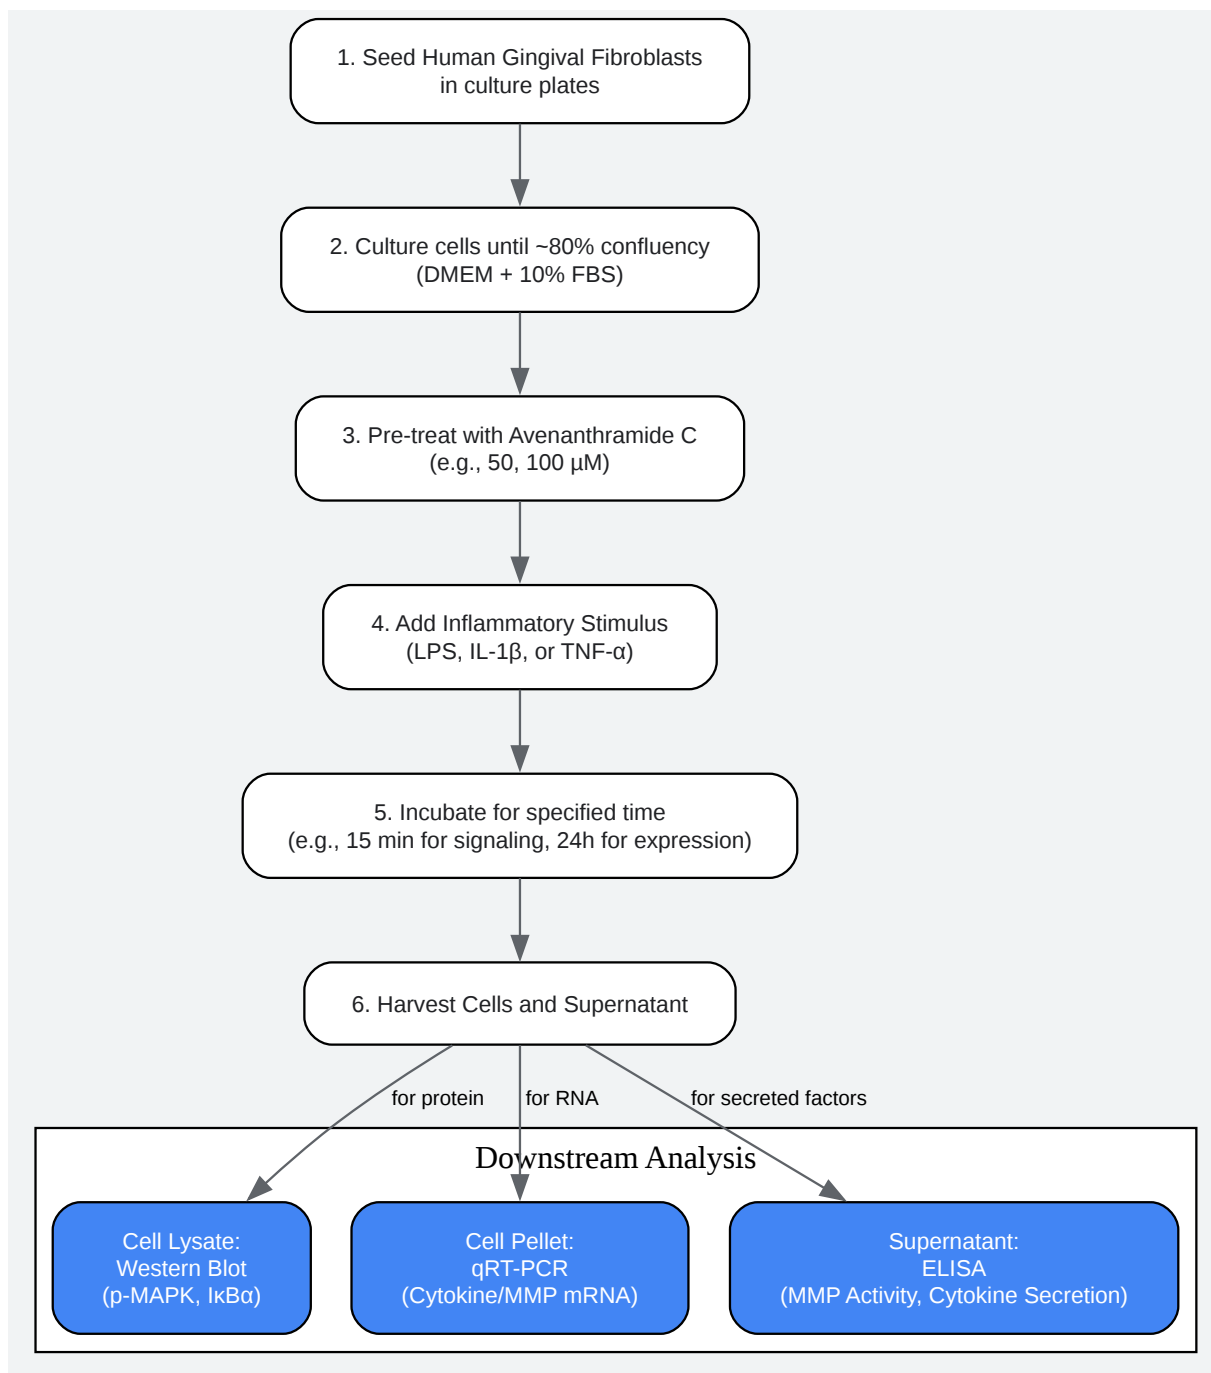 1. Seed Human Gingival Fibroblasts
in culture plates
2. Culture cells until ~80% confluency
(DMEM + 10% FBS)
3. Pre-treat with Avenanthramide C
(e.g., 50, 100 µM)
4. Add Inflammatory Stimulus
(LPS, IL-1β, or TNF-α)
5. Incubate for specified time
(e.g., 15 min for signaling, 24h for expression)
6. Harvest Cells and Supernatant
for protein
for RNA
for secreted factors
Downstream Analysis
Cell Lysate:
Western Blot
(p-MAPK, IκBα)
Cell Pellet:
qRT-PCR
(Cytokine/MMP mRNA)
Supernatant:
ELISA
(MMP Activity, Cytokine Secretion)